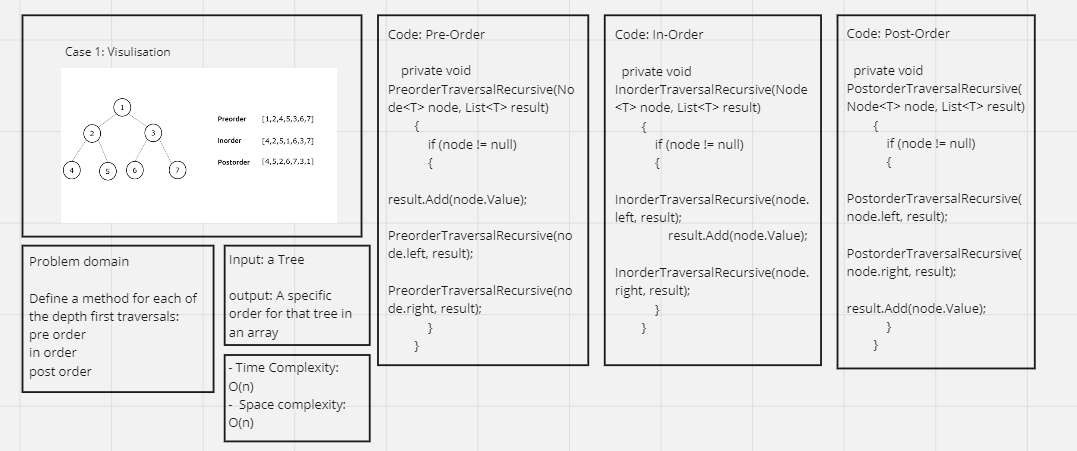 Case 1: Visulisation
1
2
3
4
5
6
7
Preorder [1,2,4,5,3,6,7]
Inorder [4,2,5,1,6,3,7]
Postorder [4,5,2,6,7,3,1]
Problem domain
Define a method for each of
the depth first traversals:
pre order
in order
post order
Input: a Tree
output: A specific
order for that tree in
an array
- Time Complexity:
O(n)
- Space complexity:
O(n)
Code: Pre-Order
private void
PreorderTraversalRecursive(No
de<T> node, List<T> result)
{
if (node != null)
{
result.Add(node.Value);
PreorderTraversalRecursive(no
de.left, result);
PreorderTraversalRecursive(no
de.right, result);
}
}
Code: In-Order
private void
InorderTraversalRecursive(Node
<T> node, List<T> result)
{
if (node != null)
{
InorderTraversalRecursive(node.
left, result);
result.Add(node.Value);
InorderTraversalRecursive(node.
right, result);
}
}
Code: Post-Order
private void
PostorderTraversalRecursive(
Node<T> node, List<T> result)
{
if (node != null)
{
PostorderTraversalRecursive(
node.left, result);
PostorderTraversalRecursive(
node.right, result);
result.Add(node.Value);
}
}